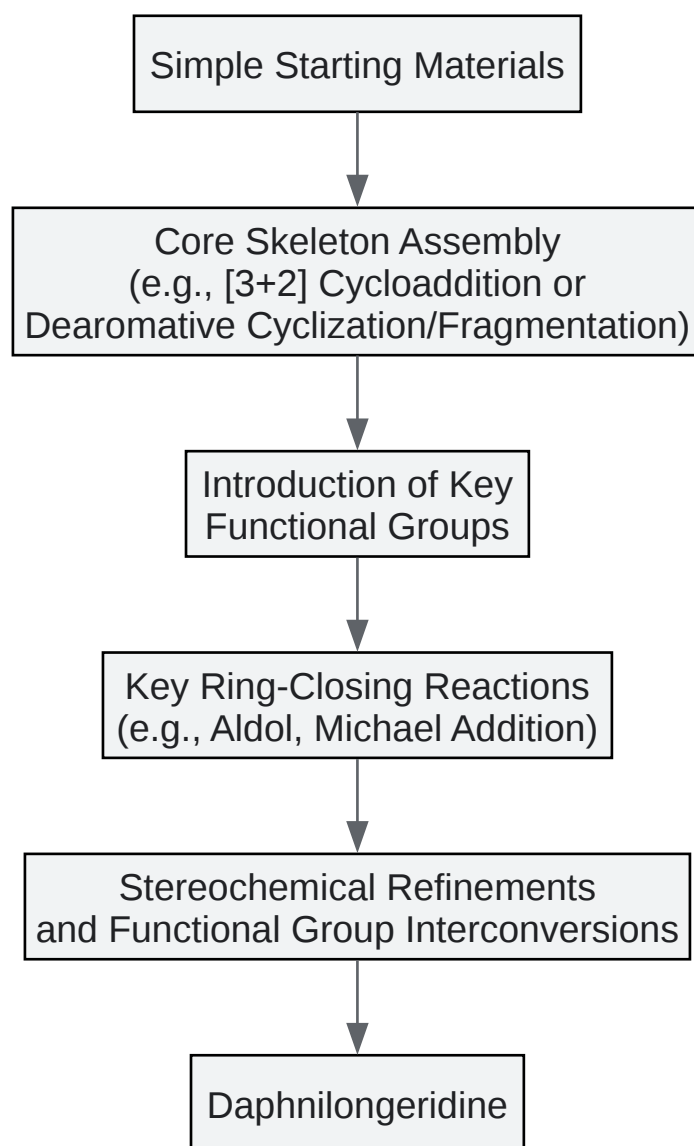 Simple Starting Materials
Core Skeleton Assembly
(e.g., [3+2] Cycloaddition or
Dearomative Cyclization/Fragmentation)
Introduction of Key
Functional Groups
Key Ring-Closing Reactions
(e.g., Aldol, Michael Addition)
Stereochemical Refinements
and Functional Group Interconversions
Daphnilongeridine